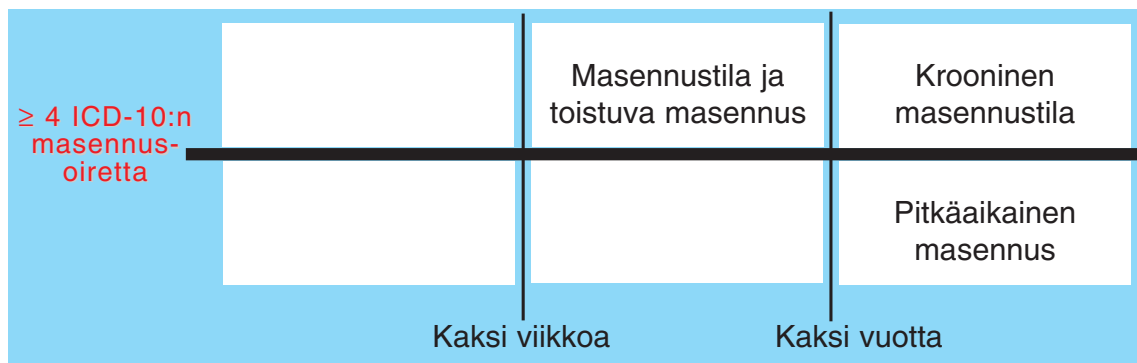 ≥ 4 ICD-10:n
masennus-
oiretta
Masennustila ja
toistuva masennus
Krooninen
masennustila
Pitkäaikainen
masennus
Kaksi viikkoa
Kaksi vuotta